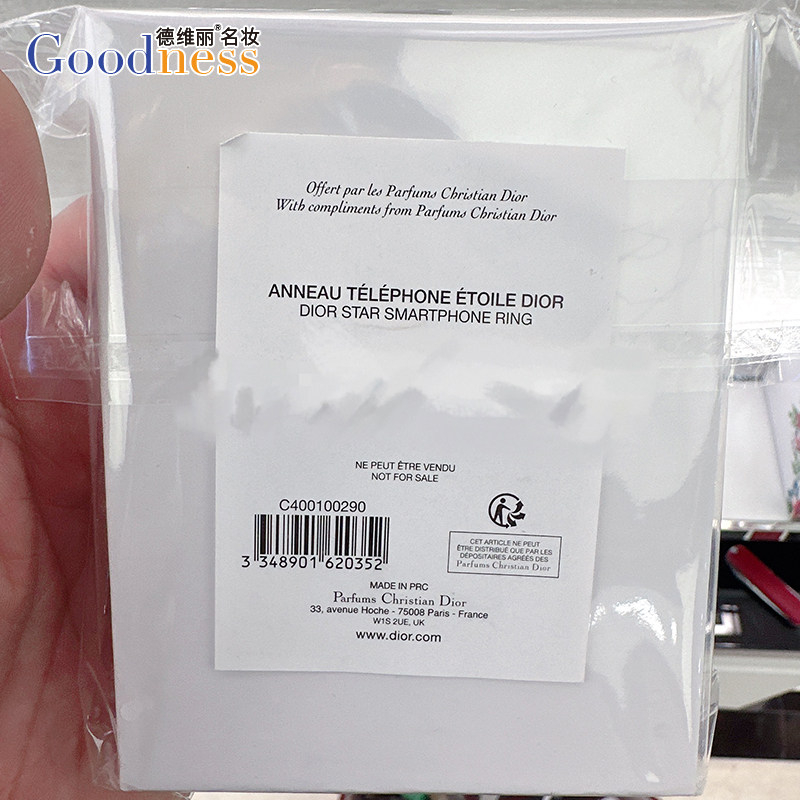 德维丽®名妆
Goodness
Offert par les Parfums Christian Dior
With compliments from Parfums Christian Dior
ANNEAU TÉLÉPHONE ÉTOILE DIOR
DIOR STAR SMARTPHONE RING
NE PEUT ÊTRE VENDU
NOT FOR SALE
C400100290
3 348901 620352
CET ARTICLE NE PEUT
ÊTRE DISTRIBUÉ QUE PAR LES
DÉPOSITAIRES AGRÉÉS DES
Parfums Christian Dior
MADE IN PRC
Parfums Christian Dior
33, avenue Hoche - 75008 Paris - France
W1S 2UE, UK
www.dior.com